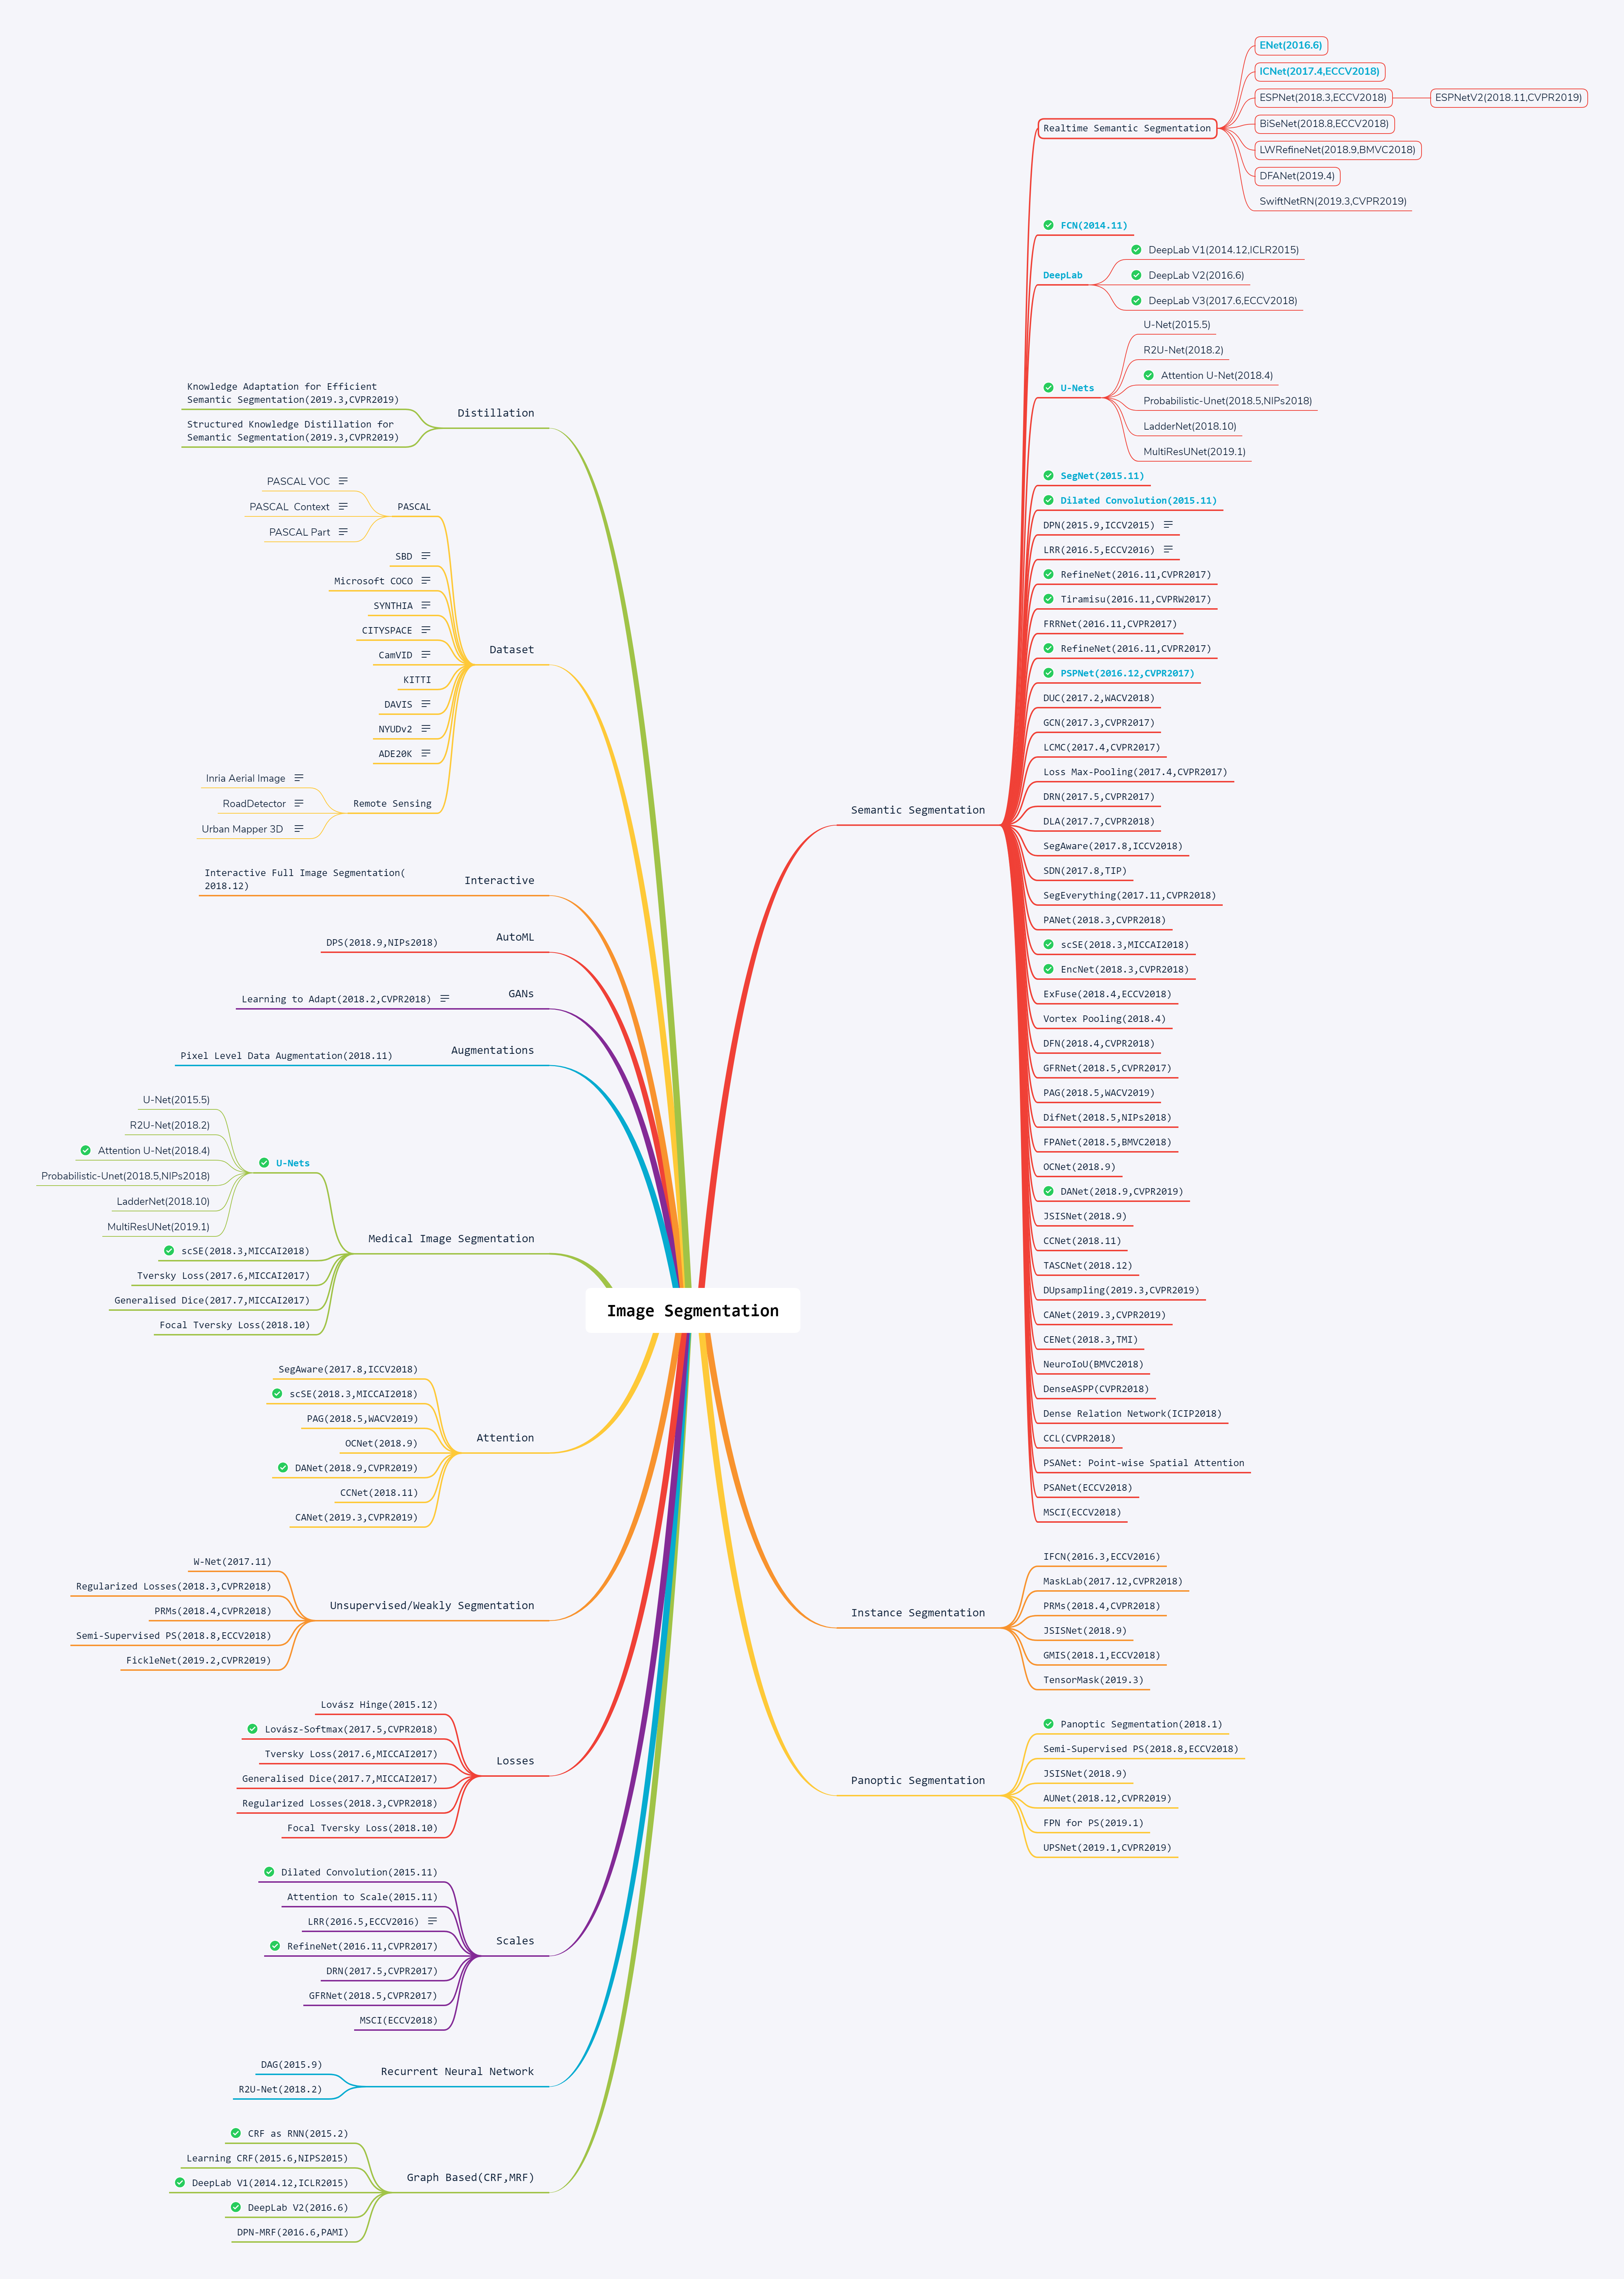 Image Segmentation
Semantic Segmentation
Realtime Semantic Segmentation
ENet(2016.6)
ICNet(2017.4,ECCV2018)
ESPNet(2018.3,ECCV2018)
ESPNetV2(2018.11,CVPR2019)
BiSeNet(2018.8,ECCV2018)
LWRefineNet(2018.9,BMVC2018)
DFANet(2019.4)
SwiftNetRN(2019.3,CVPR2019)
FCN(2014.11)
DeepLab
DeepLab V1(2014.12,ICLR2015)
DeepLab V2(2016.6)
DeepLab V3(2017.6,ECCV2018)
U-Nets
U-Net(2015.5)
R2U-Net(2018.2)
Attention U-Net(2018.4)
Probabilistic-Unet(2018.5,NIPs2018)
LadderNet(2018.10)
MultiResUNet(2019.1)
SegNet(2015.11)
Dilated Convolution(2015.11)
DPN(2015.9,ICCV2015)
LRR(2016.5,ECCV2016)
RefineNet(2016.11,CVPR2017)
Tiramisu(2016.11,CVPRW2017)
FRRNet(2016.11,CVPR2017)
RefineNet(2016.11,CVPR2017)
PSPNet(2016.12,CVPR2017)
DUC(2017.2,WACV2018)
GCN(2017.3,CVPR2017)
LCMC(2017.4,CVPR2017)
Loss Max-Pooling(2017.4,CVPR2017)
DRN(2017.5,CVPR2017)
DLA(2017.7,CVPR2018)
SegAware(2017.8,ICCV2018)
SDN(2017.8,TIP)
SegEverything(2017.11,CVPR2018)
PANet(2018.3,CVPR2018)
scSE(2018.3,MICCAI2018)
EncNet(2018.3,CVPR2018)
ExFuse(2018.4,ECCV2018)
Vortex Pooling(2018.4)
DFN(2018.4,CVPR2018)
GFRNet(2018.5,CVPR2017)
PAG(2018.5,WACV2019)
DifNet(2018.5,NIPs2018)
FPANet(2018.5,BMVC2018)
OCNet(2018.9)
DANet(2018.9,CVPR2019)
JSISNet(2018.9)
CCNet(2018.11)
TASCNet(2018.12)
DUpsampling(2019.3,CVPR2019)
CANet(2019.3,CVPR2019)
CENet(2018.3,TMI)
NeuroIoU(BMVC2018)
DenseASPP(CVPR2018)
Dense Relation Network(ICIP2018)
CCL(CVPR2018)
PSANet: Point-wise Spatial Attention
PSANet(ECCV2018)
MSCI(ECCV2018)
Instance Segmentation
IFCN(2016.3,ECCV2016)
MaskLab(2017.12,CVPR2018)
PRMs(2018.4,CVPR2018)
JSISNet(2018.9)
GMIS(2018.1,ECCV2018)
TensorMask(2019.3)
Panoptic Segmentation
Panoptic Segmentation(2018.1)
Semi-Supervised PS(2018.8,ECCV2018)
JSISNet(2018.9)
AUNet(2018.12,CVPR2019)
FPN for PS(2019.1)
UPSNet(2019.1,CVPR2019)
Distillation
Knowledge Adaptation for Efficient
Semantic Segmentation(2019.3,CVPR2019)
Structured Knowledge Distillation for
Semantic Segmentation(2019.3,CVPR2019)
Dataset
PASCAL
PASCAL VOC
PASCAL Context
PASCAL Part
SBD
Microsoft COCO
SYNTHIA
CITYSPACE
CamVID
KITTI
DAVIS
NYUDv2
ADE20K
Remote Sensing
Inria Aerial Image
RoadDetector
Urban Mapper 3D
Interactive
Interactive Full Image Segmentation(
2018.12)
AutoML
DPS(2018.9,NIPs2018)
GANs
Learning to Adapt(2018.2,CVPR2018)
Augmentations
Pixel Level Data Augmentation(2018.11)
Medical Image Segmentation
U-Nets
U-Net(2015.5)
R2U-Net(2018.2)
Attention U-Net(2018.4)
Probabilistic-Unet(2018.5,NIPs2018)
LadderNet(2018.10)
MultiResUNet(2019.1)
scSE(2018.3,MICCAI2018)
Tversky Loss(2017.6,MICCAI2017)
Generalised Dice(2017.7,MICCAI2017)
Focal Tversky Loss(2018.10)
Attention
SegAware(2017.8,ICCV2018)
scSE(2018.3,MICCAI2018)
PAG(2018.5,WACV2019)
OCNet(2018.9)
DANet(2018.9,CVPR2019)
CCNet(2018.11)
CANet(2019.3,CVPR2019)
Unsupervised/Weakly Segmentation
W-Net(2017.11)
Regularized Losses(2018.3,CVPR2018)
PRMs(2018.4,CVPR2018)
Semi-Supervised PS(2018.8,ECCV2018)
FickleNet(2019.2,CVPR2019)
Losses
Lovász Hinge(2015.12)
Lovász-Softmax(2017.5,CVPR2018)
Tversky Loss(2017.6,MICCAI2017)
Generalised Dice(2017.7,MICCAI2017)
Regularized Losses(2018.3,CVPR2018)
Focal Tversky Loss(2018.10)
Scales
Dilated Convolution(2015.11)
Attention to Scale(2015.11)
LRR(2016.5,ECCV2016)
RefineNet(2016.11,CVPR2017)
DRN(2017.5,CVPR2017)
GFRNet(2018.5,CVPR2017)
MSCI(ECCV2018)
Recurrent Neural Network
DAG(2015.9)
R2U-Net(2018.2)
Graph Based(CRF,MRF)
CRF as RNN(2015.2)
Learning CRF(2015.6,NIPS2015)
DeepLab V1(2014.12,ICLR2015)
DeepLab V2(2016.6)
DPN-MRF(2016.6,PAMI)